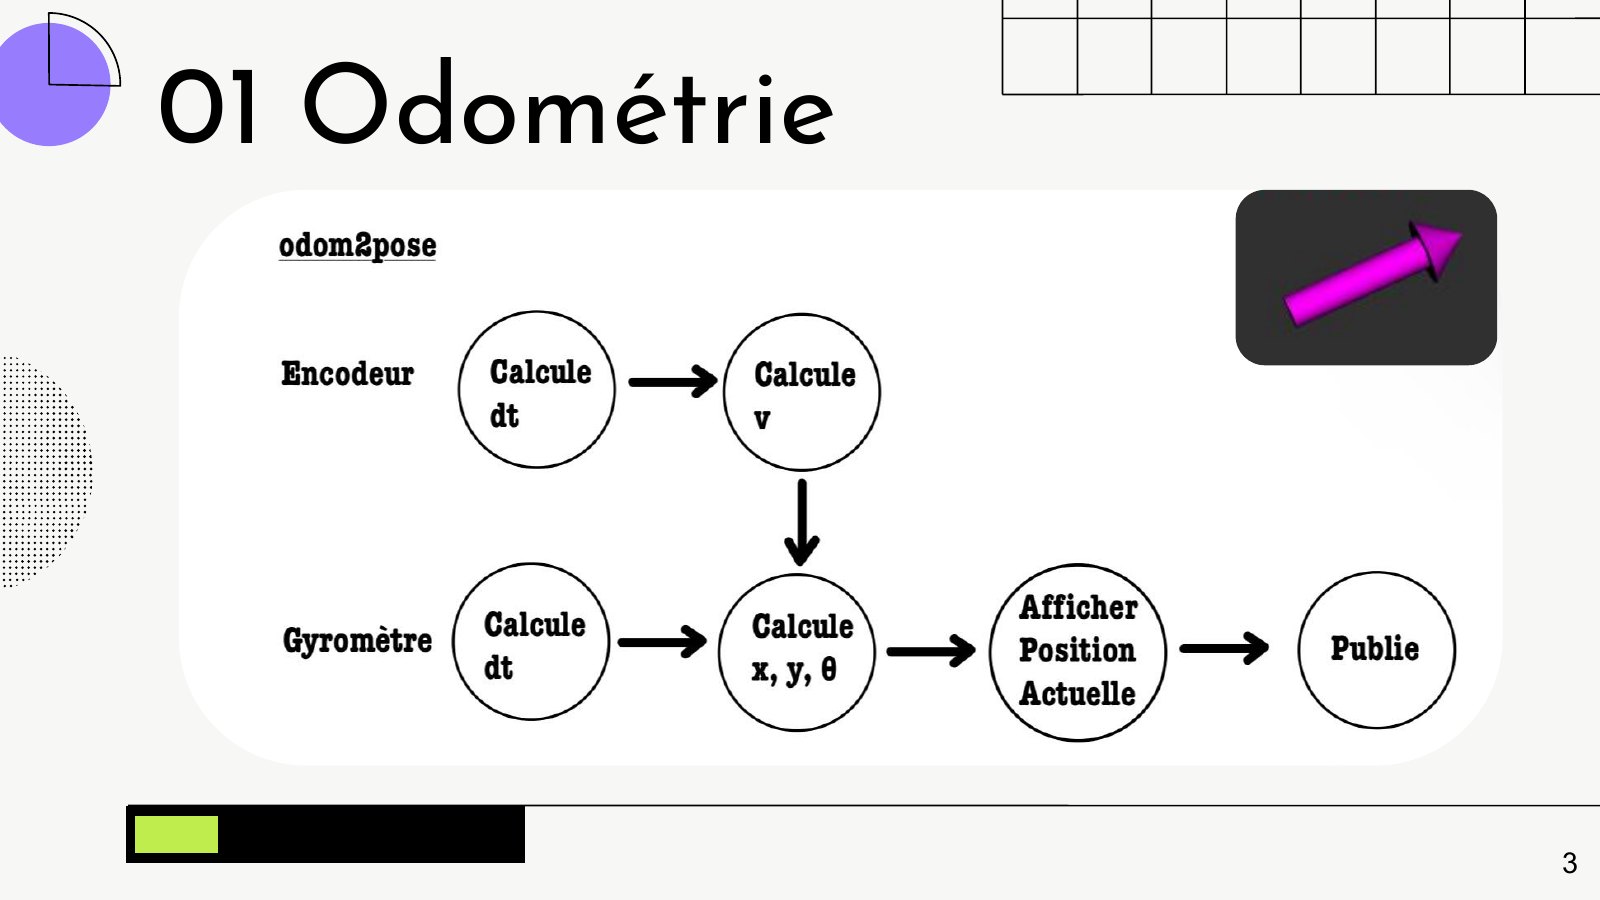 01 Odométrie
odom2pose
Encodeur
Calcule
dt
Calcule
v
Gyromètre
Calcule
dt
Calcule
x, y, θ
Afficher
Position
Actuelle
Publie
3